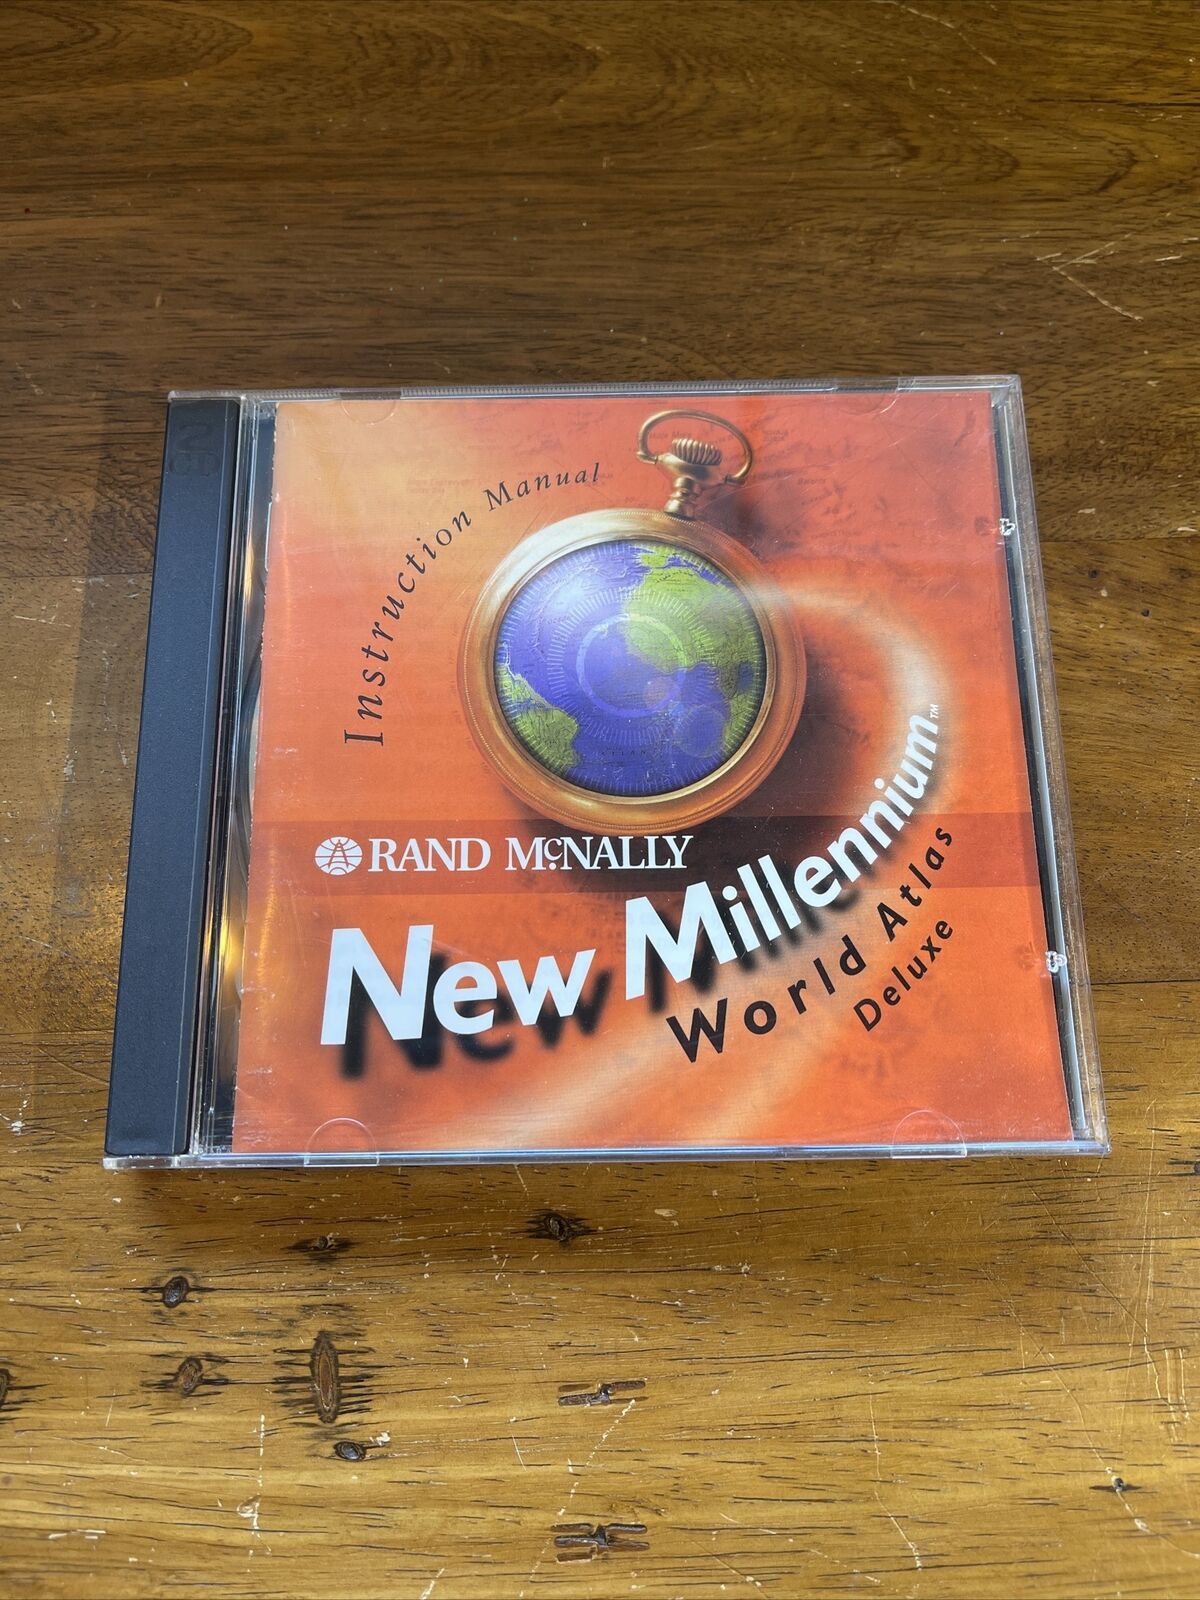 Instruction Manual
RAND McNALLY
New Millennium™
World Atlas
Deluxe